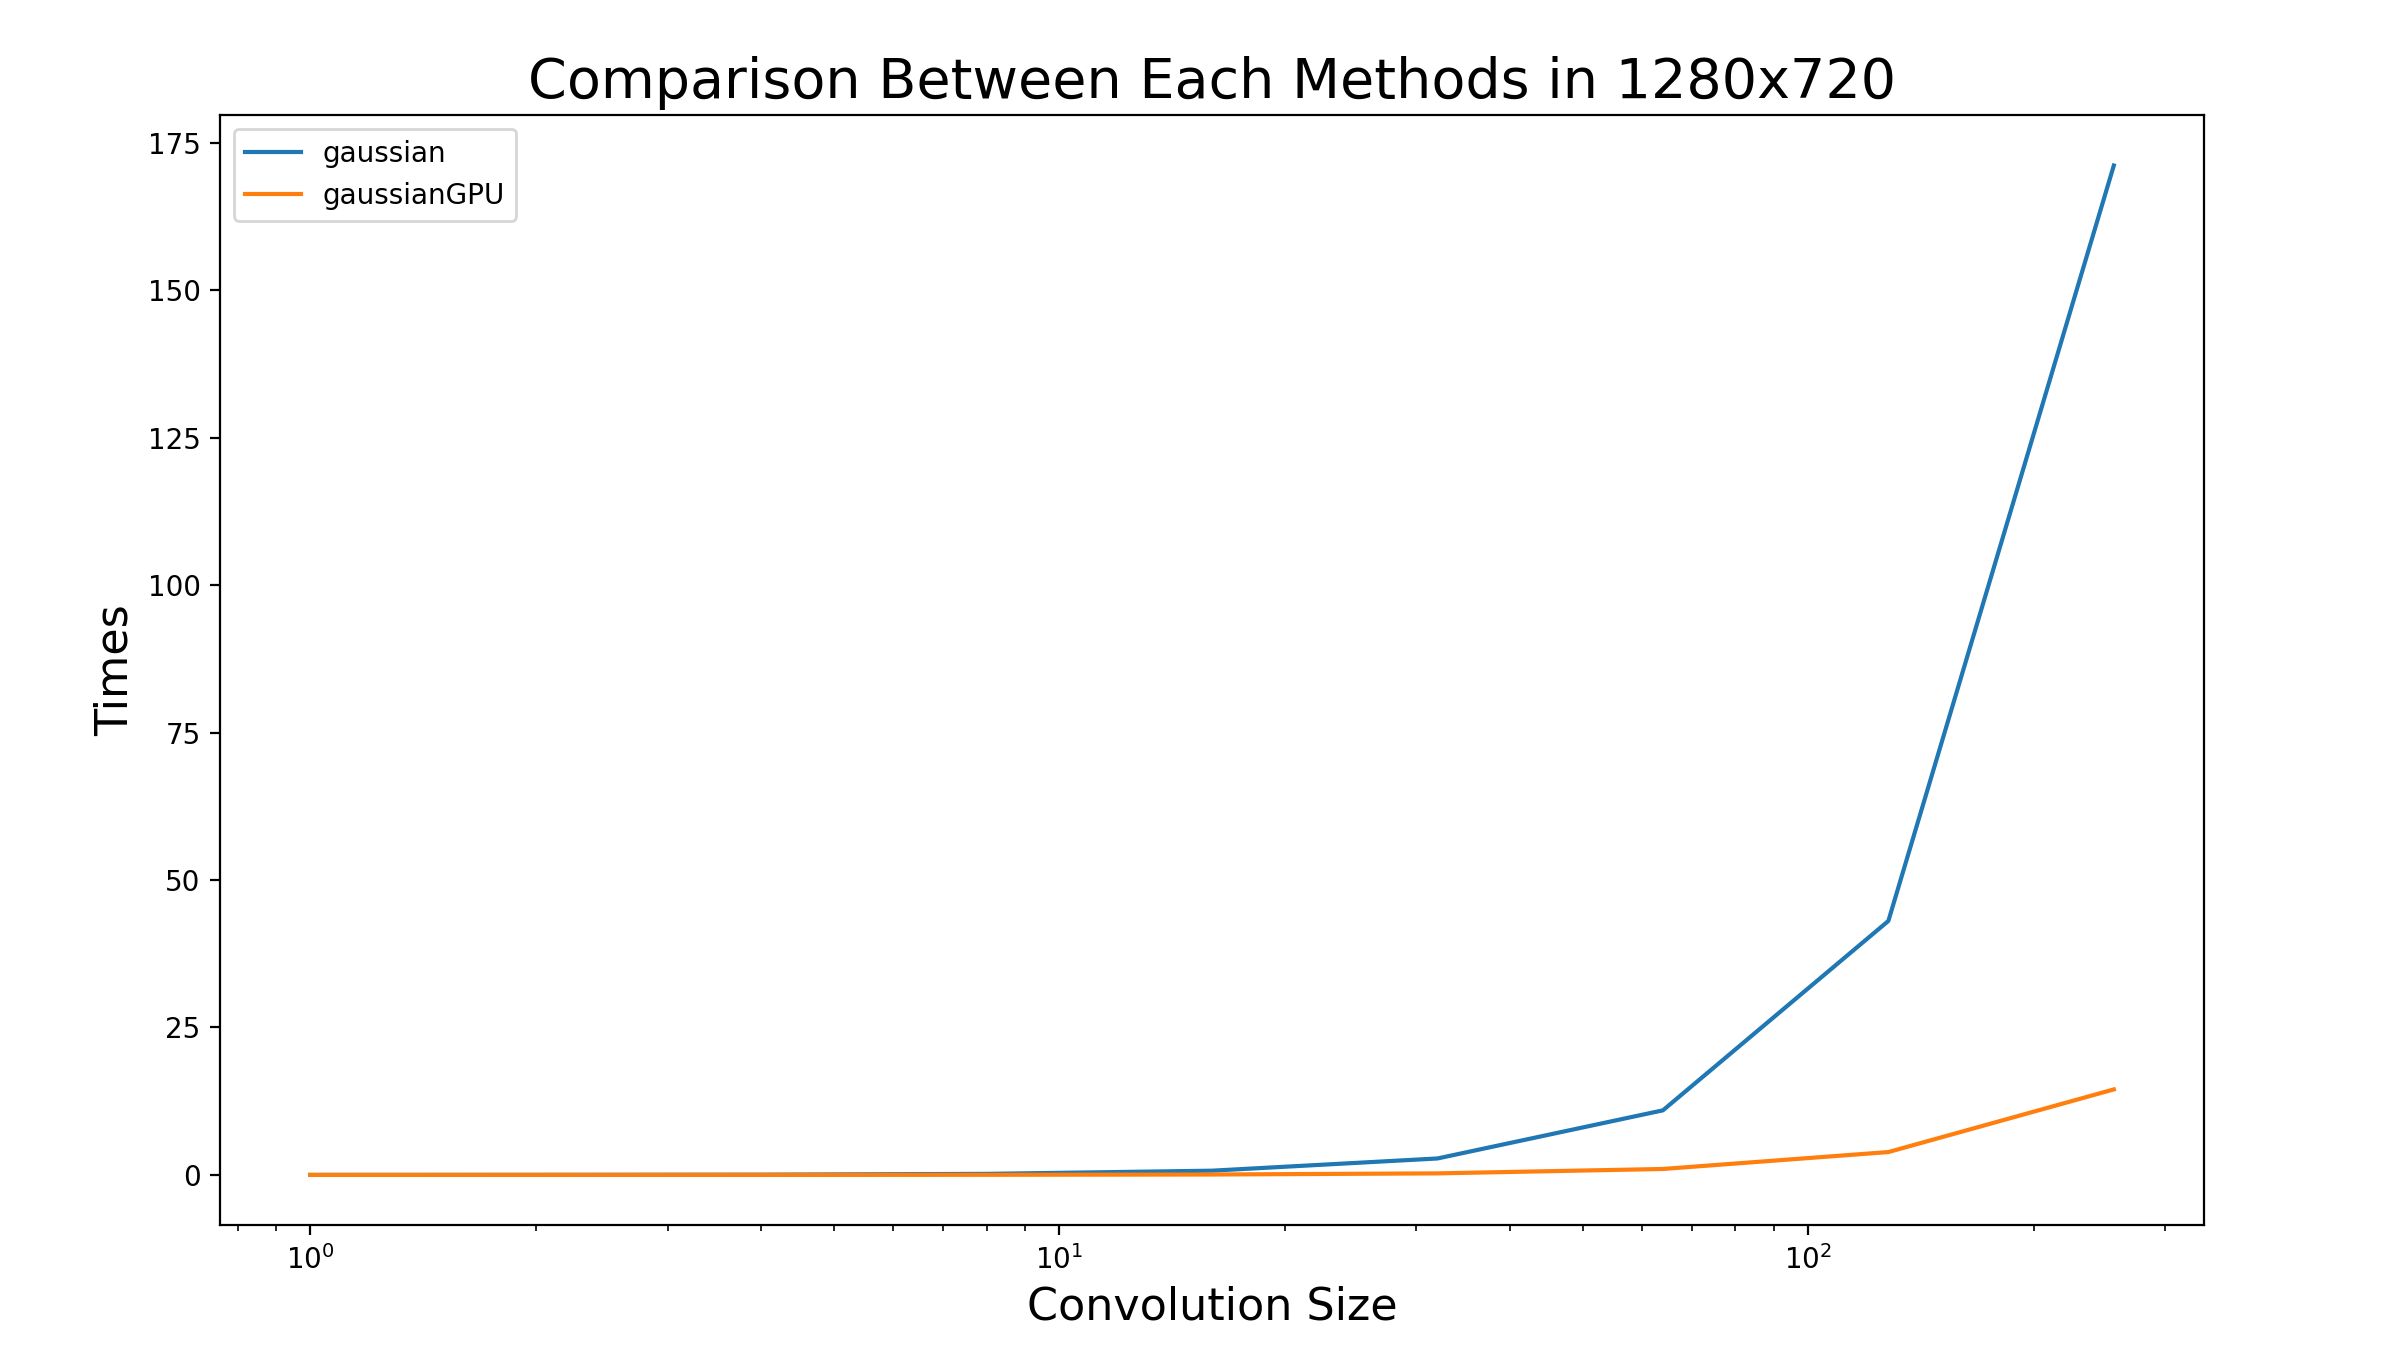 Comparison Between Each Methods in 1280x720
gaussian
gaussianGPU
175
150
125
100
75
50
25
0
Times
10⁰ 10¹ 10²
Convolution Size